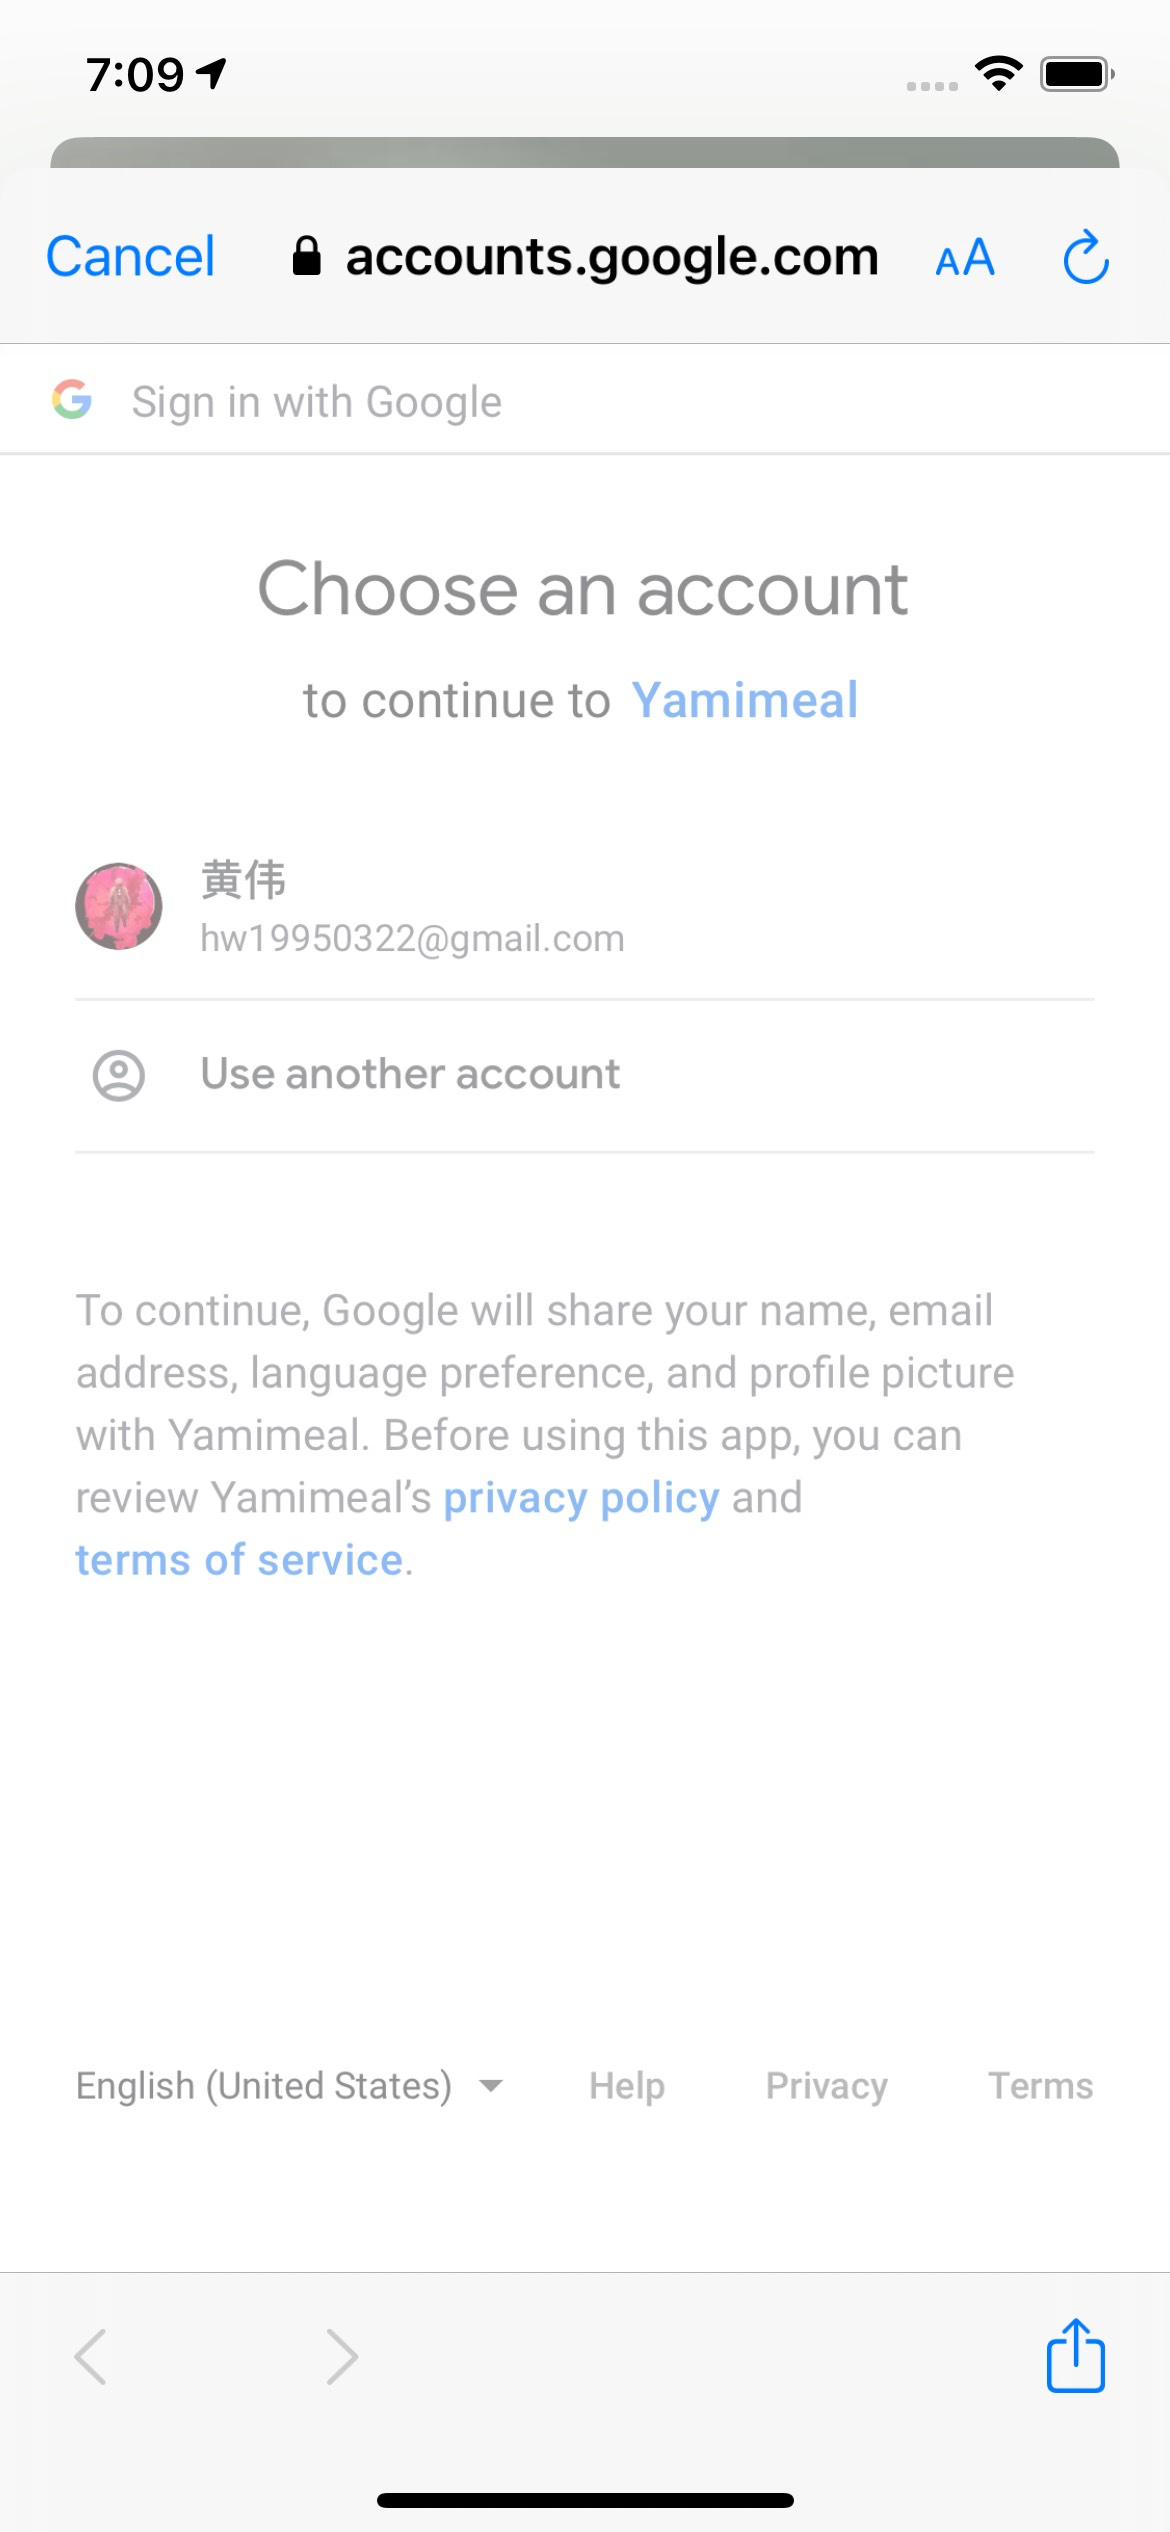 7:09
Cancel accounts.google.com AA
Sign in with Google
Choose an account
to continue to Yamimeal
黄伟
hw19950322@gmail.com
Use another account
To continue, Google will share your name, email
address, language preference, and profile picture
with Yamimeal. Before using this app, you can
review Yamimeal’s privacy policy and
terms of service.
English (United States) Help Privacy Terms